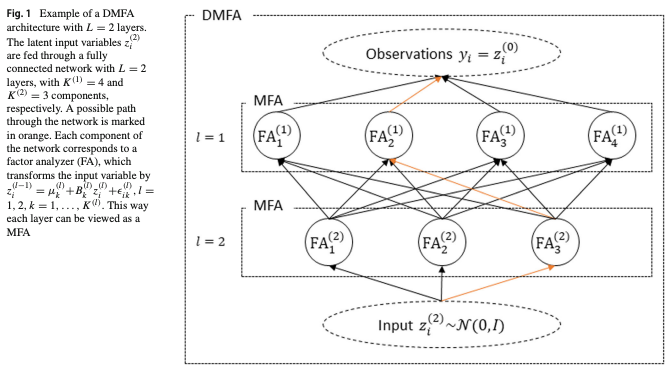 Fig. 1 Example of a DMFA
architecture with L = 2 layers.
The latent input variables z_i^{(2)}
are fed through a fully
connected network with L = 2
layers, with K^{(1)} = 4 and
K^{(2)} = 3 components,
respectively. A possible path
through the network is marked
in orange. Each component of
the network corresponds to a
factor analyzer (FA), which
transforms the input variable by
z_i^{(l−1)} = μ_k^{(l)} + B_k^{(l)} z_i^{(l)} + ϵ_{ik}^{(l)}, l =
1, 2, k = 1, . . . , K^{(l)}. This way
each layer can be viewed as a
MFA
DMFA
Observations y_i = z_i^{(0)}
MFA
l = 1
FA_1^{(1)} FA_2^{(1)} FA_3^{(1)} FA_4^{(1)}
MFA
l = 2
FA_1^{(2)} FA_2^{(2)} FA_3^{(2)}
Input z_i^{(2)}~𝒩(0,I)